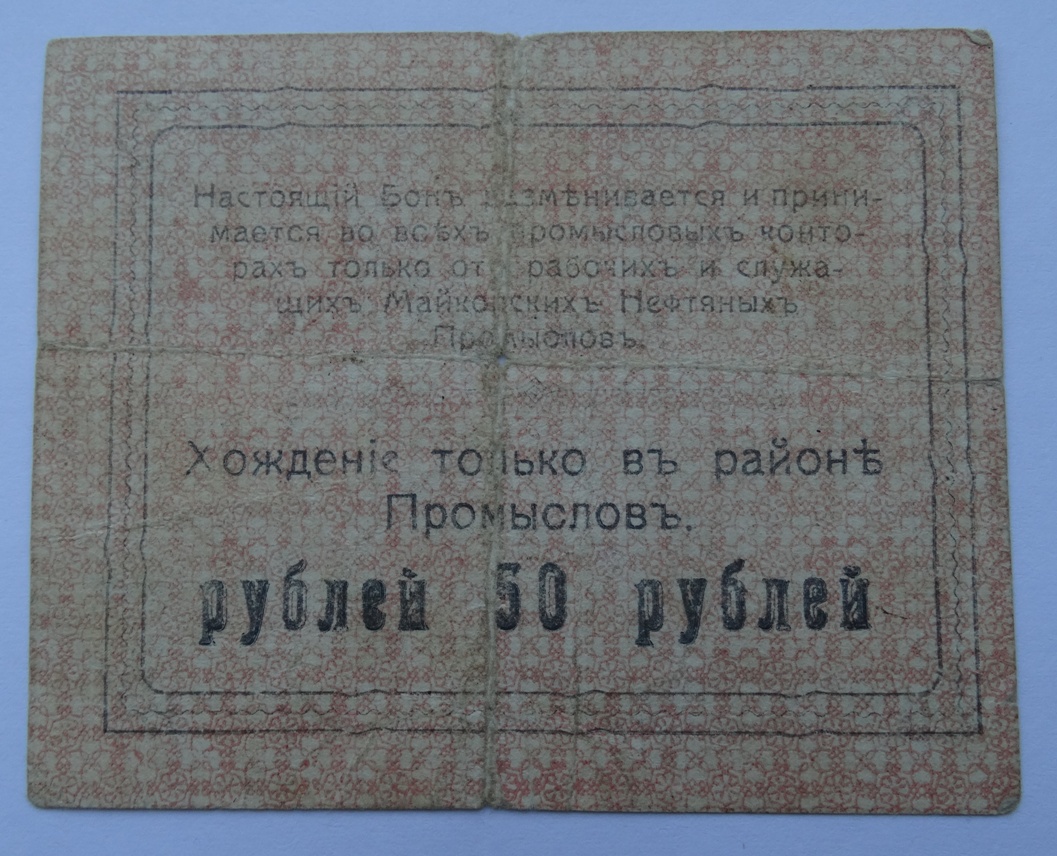 Настоящій Бонъ размѣнивается и прини-
мается во всѣхъ промысловыхъ конто-
рахъ только отъ рабочихъ и служа-
щихъ Майкопскихъ Нефтяныхъ
Промысловъ.
Хожденіе только въ районѣ
Промысловъ.
рублей 50 рублей